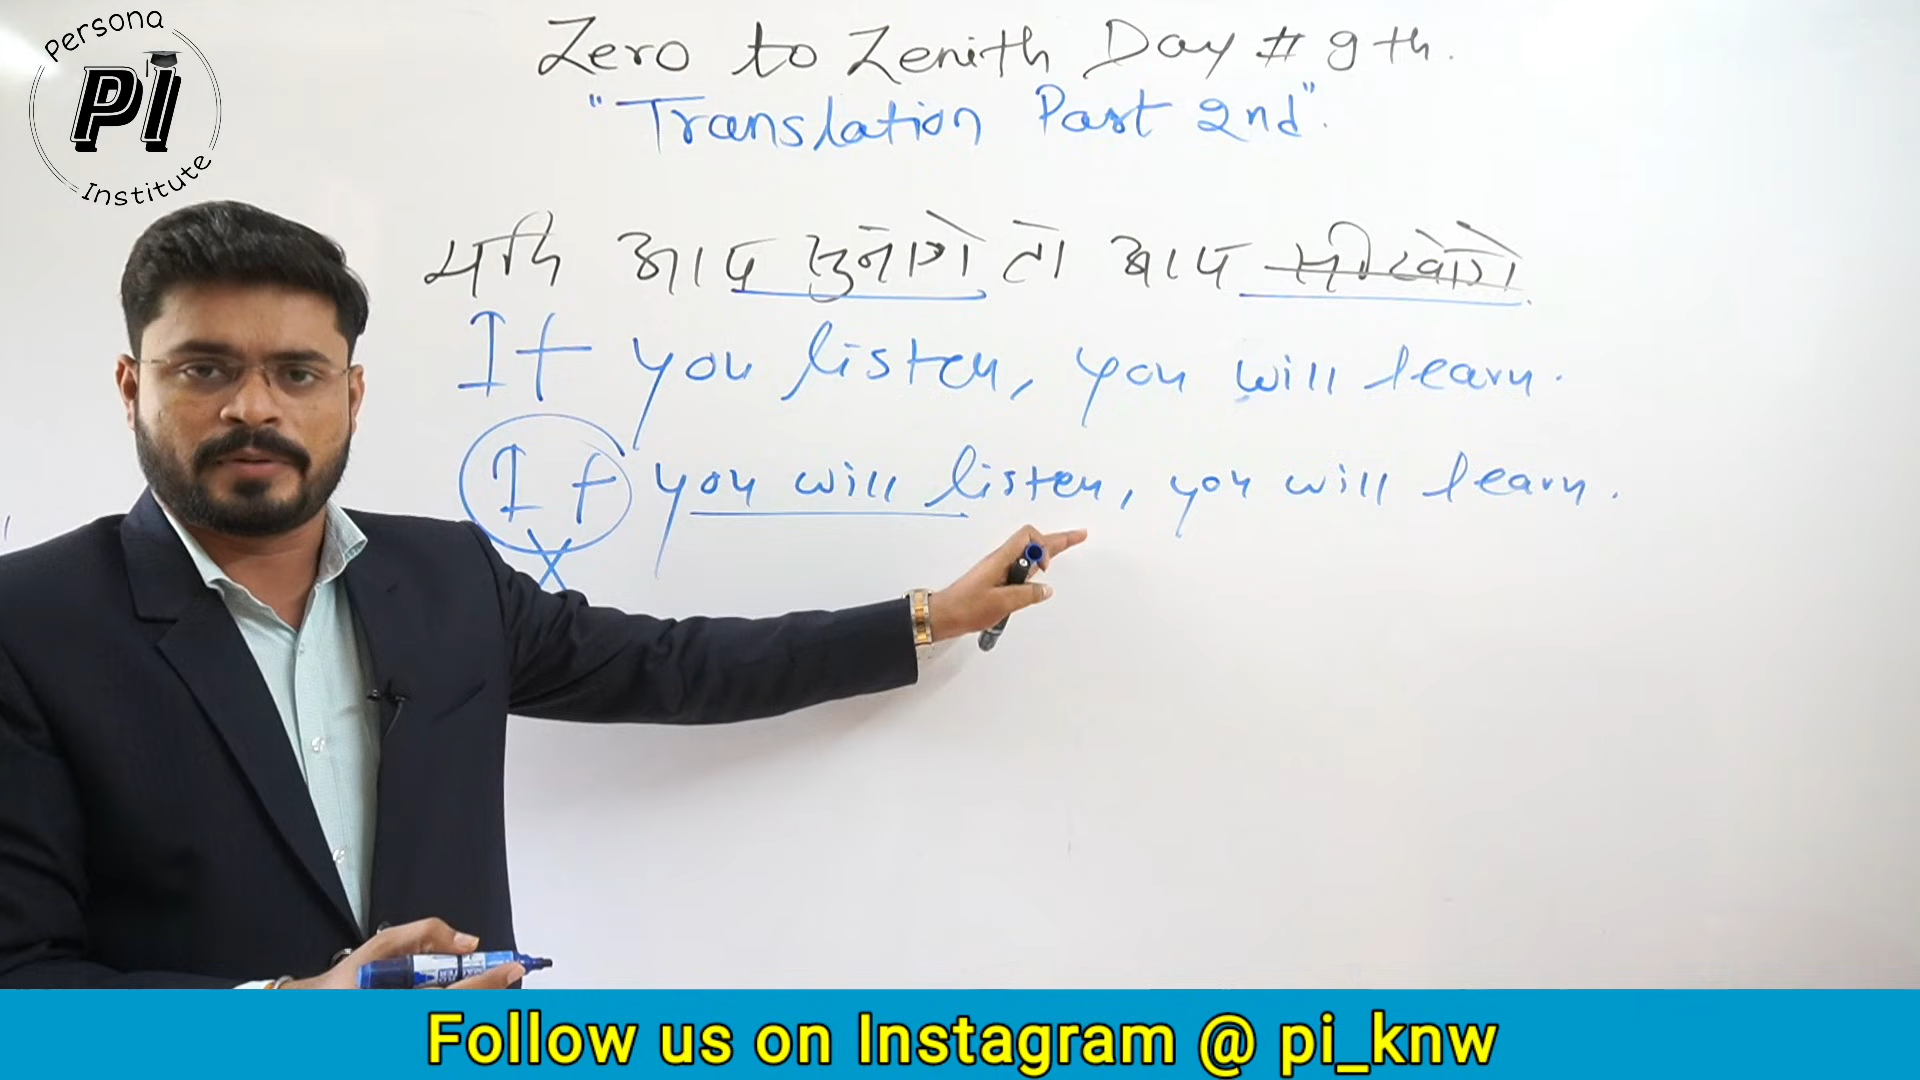 Persona
PI
Institute
Zero to Zenith Day # 9th.
"Translation Part 2nd".
यदि आप सुनेंगे तो आप सीखेंगे.
If you listen, you will learn.
If you will listen, you will learn.
X
Follow us on Instagram @ pi_knw